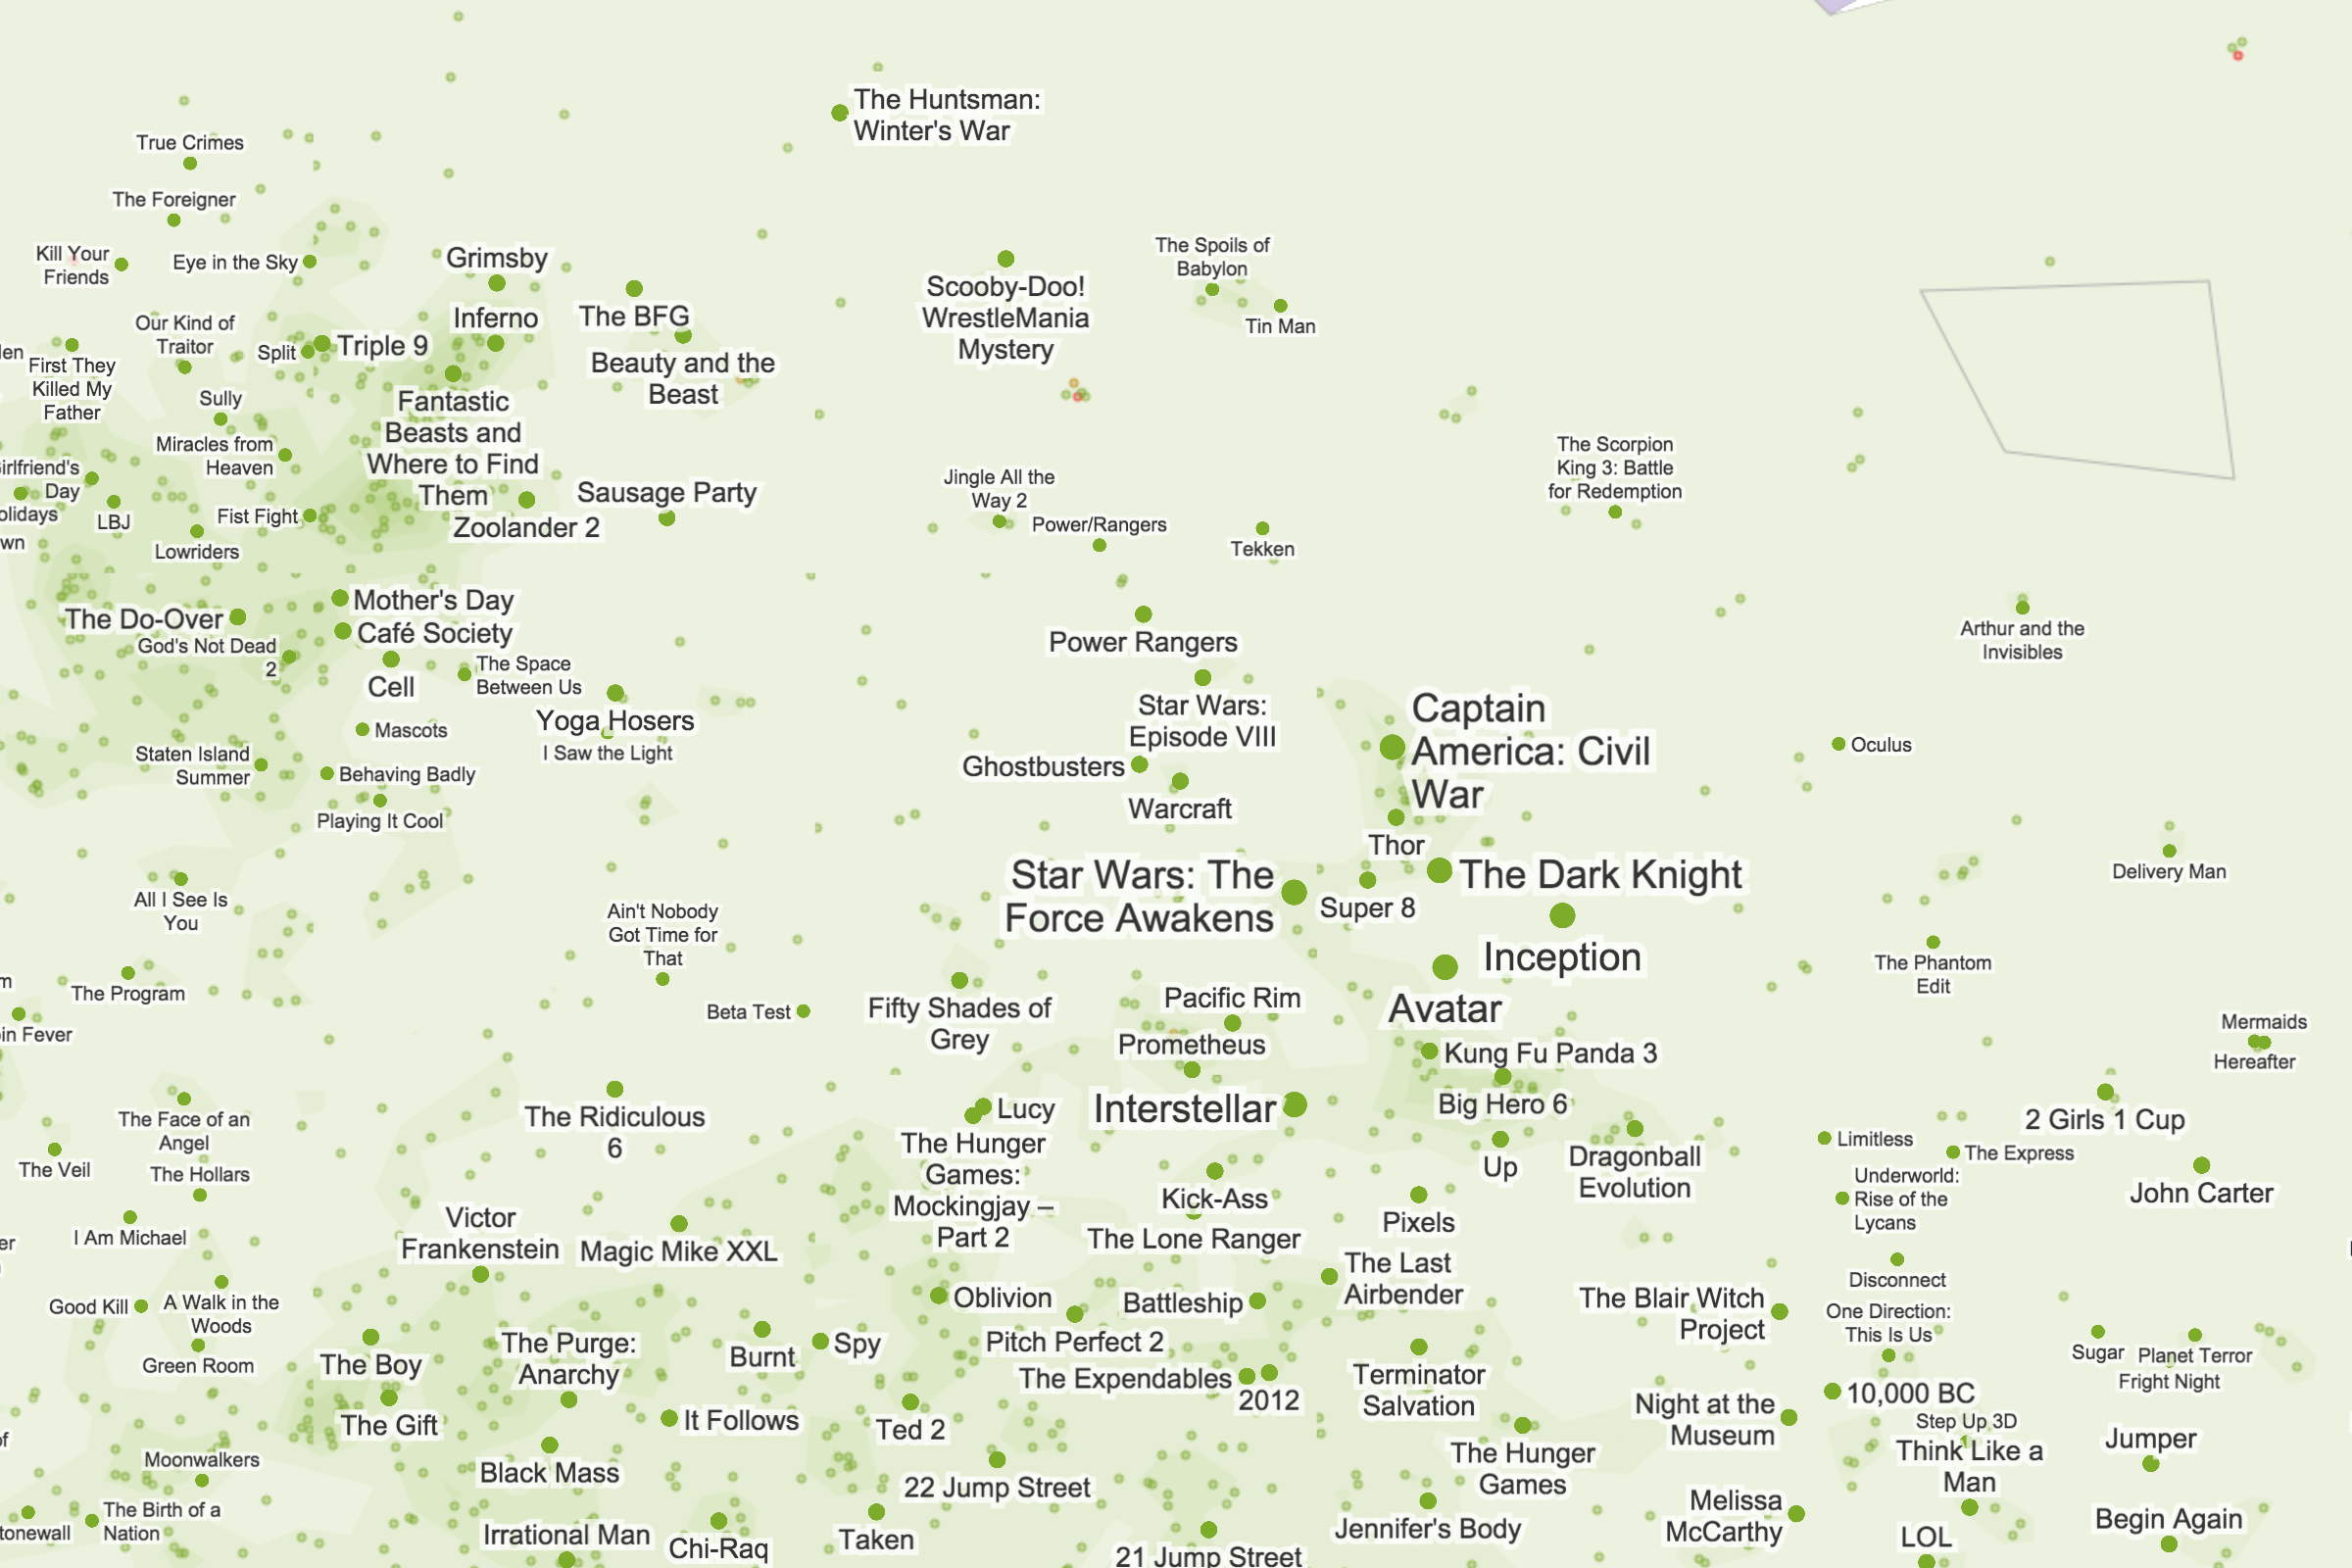 The Huntsman:
Winter's War
True Crimes
The Foreigner
Kill Your
Friends
Eye in the Sky
Grimsby
The BFG
Inferno
Beauty and the
Beast
Scooby-Doo!
WrestleMania
Mystery
The Spoils of
Babylon
Tin Man
Our Kind of
Traitor
Split
Triple 9
First They
Killed My
Father
Sully
Fantastic
Beasts and
Where to Find
Them
Miracles from
Heaven
Day
LBJ
Fist Fight
Lowriders
Zoolander 2
Sausage Party
Jingle All the
Way 2
Power/Rangers
Tekken
The Scorpion
King 3: Battle
for Redemption
The Do-Over
Mother's Day
Café Society
God's Not Dead
2
Cell
The Space
Between Us
Yoga Hosers
I Saw the Light
Mascots
Staten Island
Summer
Behaving Badly
Playing It Cool
Power Rangers
Star Wars:
Episode VIII
Ghostbusters
Warcraft
Captain
America: Civil
War
Thor
Arthur and the
Invisibles
Oculus
Delivery Man
Star Wars: The
Force Awakens
Super 8
The Dark Knight
Inception
Avatar
All I See Is
You
Ain't Nobody
Got Time for
That
The Program
Beta Test
Fifty Shades of
Grey
Pacific Rim
Prometheus
Kung Fu Panda 3
The Phantom
Edit
Mermaids
Hereafter
Interstellar
Big Hero 6
Up
Dragonball
Evolution
2 Girls 1 Cup
Limitless
The Express
Underworld:
Rise of the
Lycans
John Carter
The Face of an
Angel
The Veil
The Hollars
I Am Michael
The Ridiculous
6
Lucy
The Hunger
Games:
Mockingjay –
Part 2
Kick-Ass
The Lone Ranger
Pixels
Victor
Frankenstein
Magic Mike XXL
The Last
Airbender
Disconnect
Good Kill
A Walk in the
Woods
Green Room
Oblivion
Battleship
Pitch Perfect 2
The Blair Witch
Project
One Direction:
This Is Us
The Boy
The Gift
The Purge:
Anarchy
Burnt
Spy
The Expendables
2012
Terminator
Salvation
Sugar
Planet Terror
Fright Night
10,000 BC
Night at the
Museum
Step Up 3D
Think Like a
Man
Jumper
It Follows
Ted 2
Black Mass
22 Jump Street
The Hunger
Games
Moonwalkers
The Birth of a
Nation
Irrational Man
Chi-Raq
Taken
21 Jump Street
Jennifer's Body
Melissa
McCarthy
LOL
Begin Again